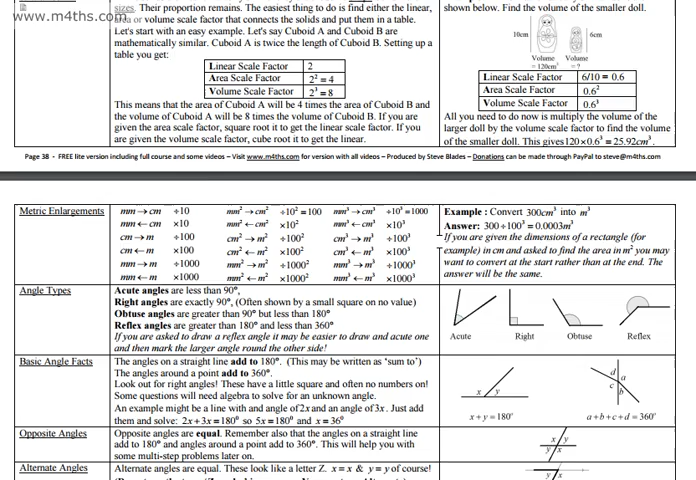 www.m4ths.com
sizes. Their proportion remains. The easiest thing to do is find either the linear,
area or volume scale factor that connects the solids and put them in a table.
Let's start with an easy example. Let's say Cuboid A and Cuboid B are
mathematically similar. Cuboid A is twice the length of Cuboid B. Setting up a
table you get:
Linear Scale Factor 2
Area Scale Factor 2² = 4
Volume Scale Factor 2³ = 8
This means that the area of Cuboid A will be 4 times the area of Cuboid B and
the volume of Cuboid A will be 8 times the volume of Cuboid B. If you are
given the area scale factor, square root it to get the linear scale factor. If you
are given the volume scale factor, cube root it to get the linear.
shown below. Find the volume of the smaller doll.
10cm 6cm
Volume Volume
= 120cm³ = ?
Linear Scale Factor 6/10 = 0.6
Area Scale Factor 0.6²
Volume Scale Factor 0.6³
All you need to do now is multiply the volume of the
larger doll by the volume scale factor to find the volume
of the smaller doll. This gives 120×0.6³ = 25.92cm³.
Page 38 - FREE lite version including full course and some videos – Visit www.m4ths.com for version with all videos – Produced by Steve Blades – Donations can be made through PayPal to steve@m4ths.com
Metric Enlargements
mm → cm ÷10 mm² → cm² ÷10² = 100 mm³ → cm³ ÷10³ = 1000
mm ← cm ×10 mm² ← cm² ×10² mm³ ← cm³ ×10³
cm → m ÷100 cm² → m² ÷100² cm³ → m³ ÷100³
cm ← m ×100 cm² ← m² ×100² cm³ ← m³ ×100³
mm → m ÷1000 mm² → m² ÷1000² mm³ → m³ ÷1000³
mm ← m ×1000 mm² ← m² ×1000² mm³ ← m³ ×1000³
Example : Convert 300cm³ into m³
Answer: 300÷100³ = 0.0003m³
If you are given the dimensions of a rectangle (for
example) in cm and asked to find the area in m² you may
want to convert at the start rather than at the end. The
answer will be the same.
Angle Types
Acute angles are less than 90°,
Right angles are exactly 90°, (Often shown by a small square on no value)
Obtuse angles are greater than 90° but less than 180°
Reflex angles are greater than 180° and less than 360°
If you are asked to draw a reflex angle it may be easier to draw and acute one
and then mark the larger angle round the other side!
Acute Right Obtuse Reflex
Basic Angle Facts
The angles on a straight line add to 180°. (This may be written as ‘sum to’)
The angles around a point add to 360°.
Look out for right angles! These have a little square and often no numbers on!
Some questions will need algebra to solve for an unknown angle.
An example might be a line with and angle of 2x and an angle of 3x. Just add
them and solve: 2x+3x = 180° so 5x = 180° and x = 36°
x y
x + y = 180°
d a
c b
a + b + c + d = 360°
Opposite Angles
Opposite angles are equal. Remember also that the angles on a straight line
add to 180° and angles around a point add to 360°. This will help you with
some multi-step problems later on.
x y
y x
Alternate Angles
Alternate angles are equal. These look like a letter Z. x = x & y = y of course!
y x